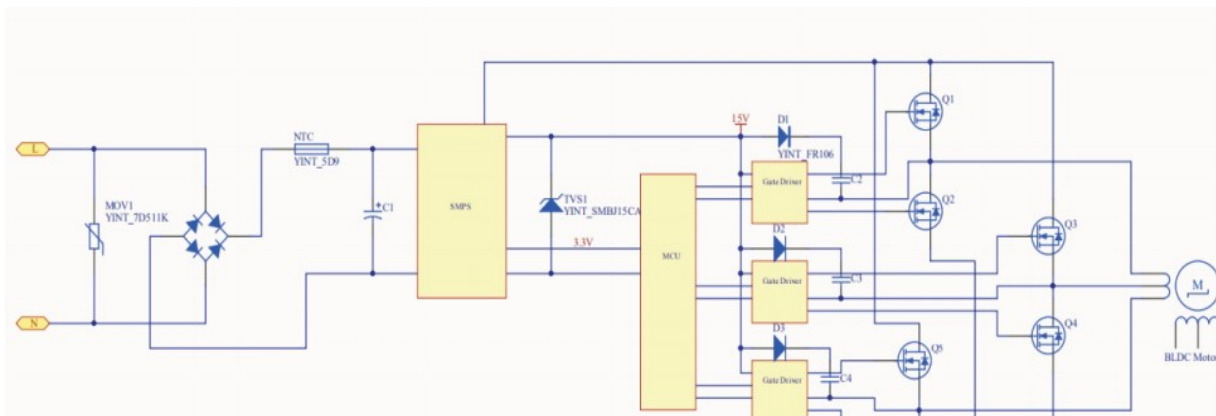 L
MOV1
YINT_7D511K
N
NTC
YINT_5D9
C1
SMPS
TVS1
YINT_SMBJ15CA
3.3V
MCU
15V
D1
YINT_FR106
Gate Driver
C2
D2
Gate Driver
C3
D3
Gate Driver
C4
Q1
Q2
Q3
Q4
Q5
M
BLDC Motor